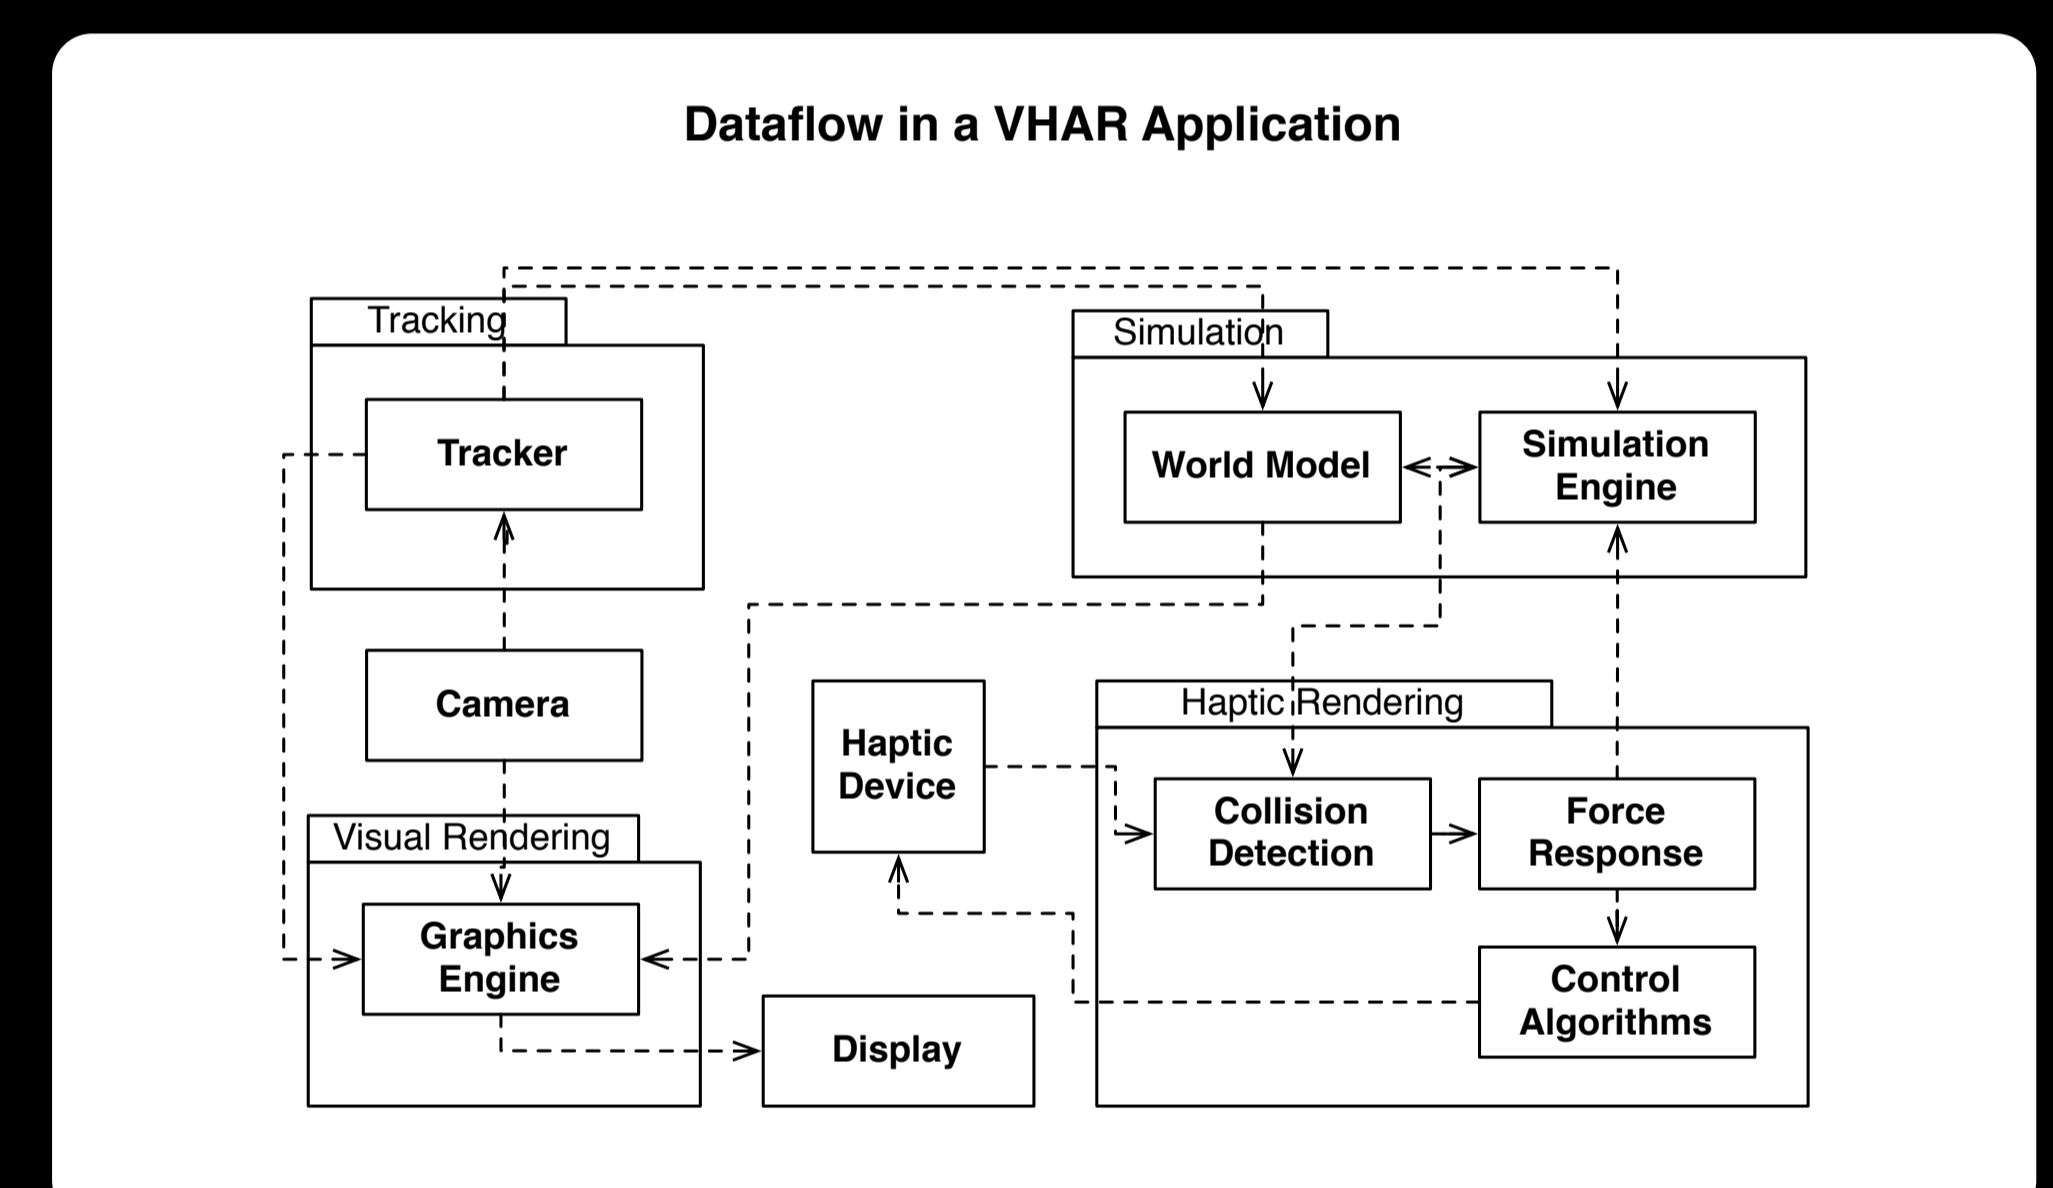 Dataflow in a VHAR Application
Tracking
Tracker
Camera
Visual Rendering
Graphics
Engine
Display
Simulation
World Model
Simulation
Engine
Haptic
Device
Haptic Rendering
Collision
Detection
Force
Response
Control
Algorithms